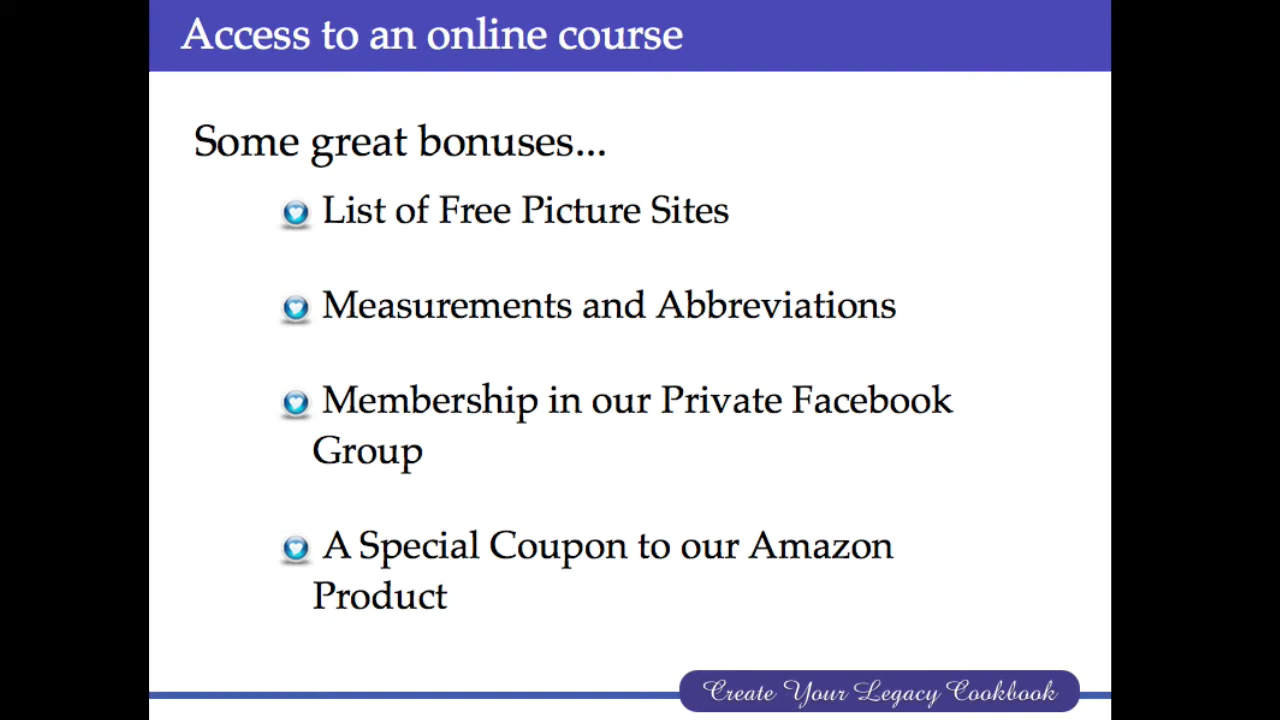 Access to an online course
Some great bonuses...
List of Free Picture Sites
Measurements and Abbreviations
Membership in our Private Facebook
Group
A Special Coupon to our Amazon
Product
Create Your Legacy Cookbook